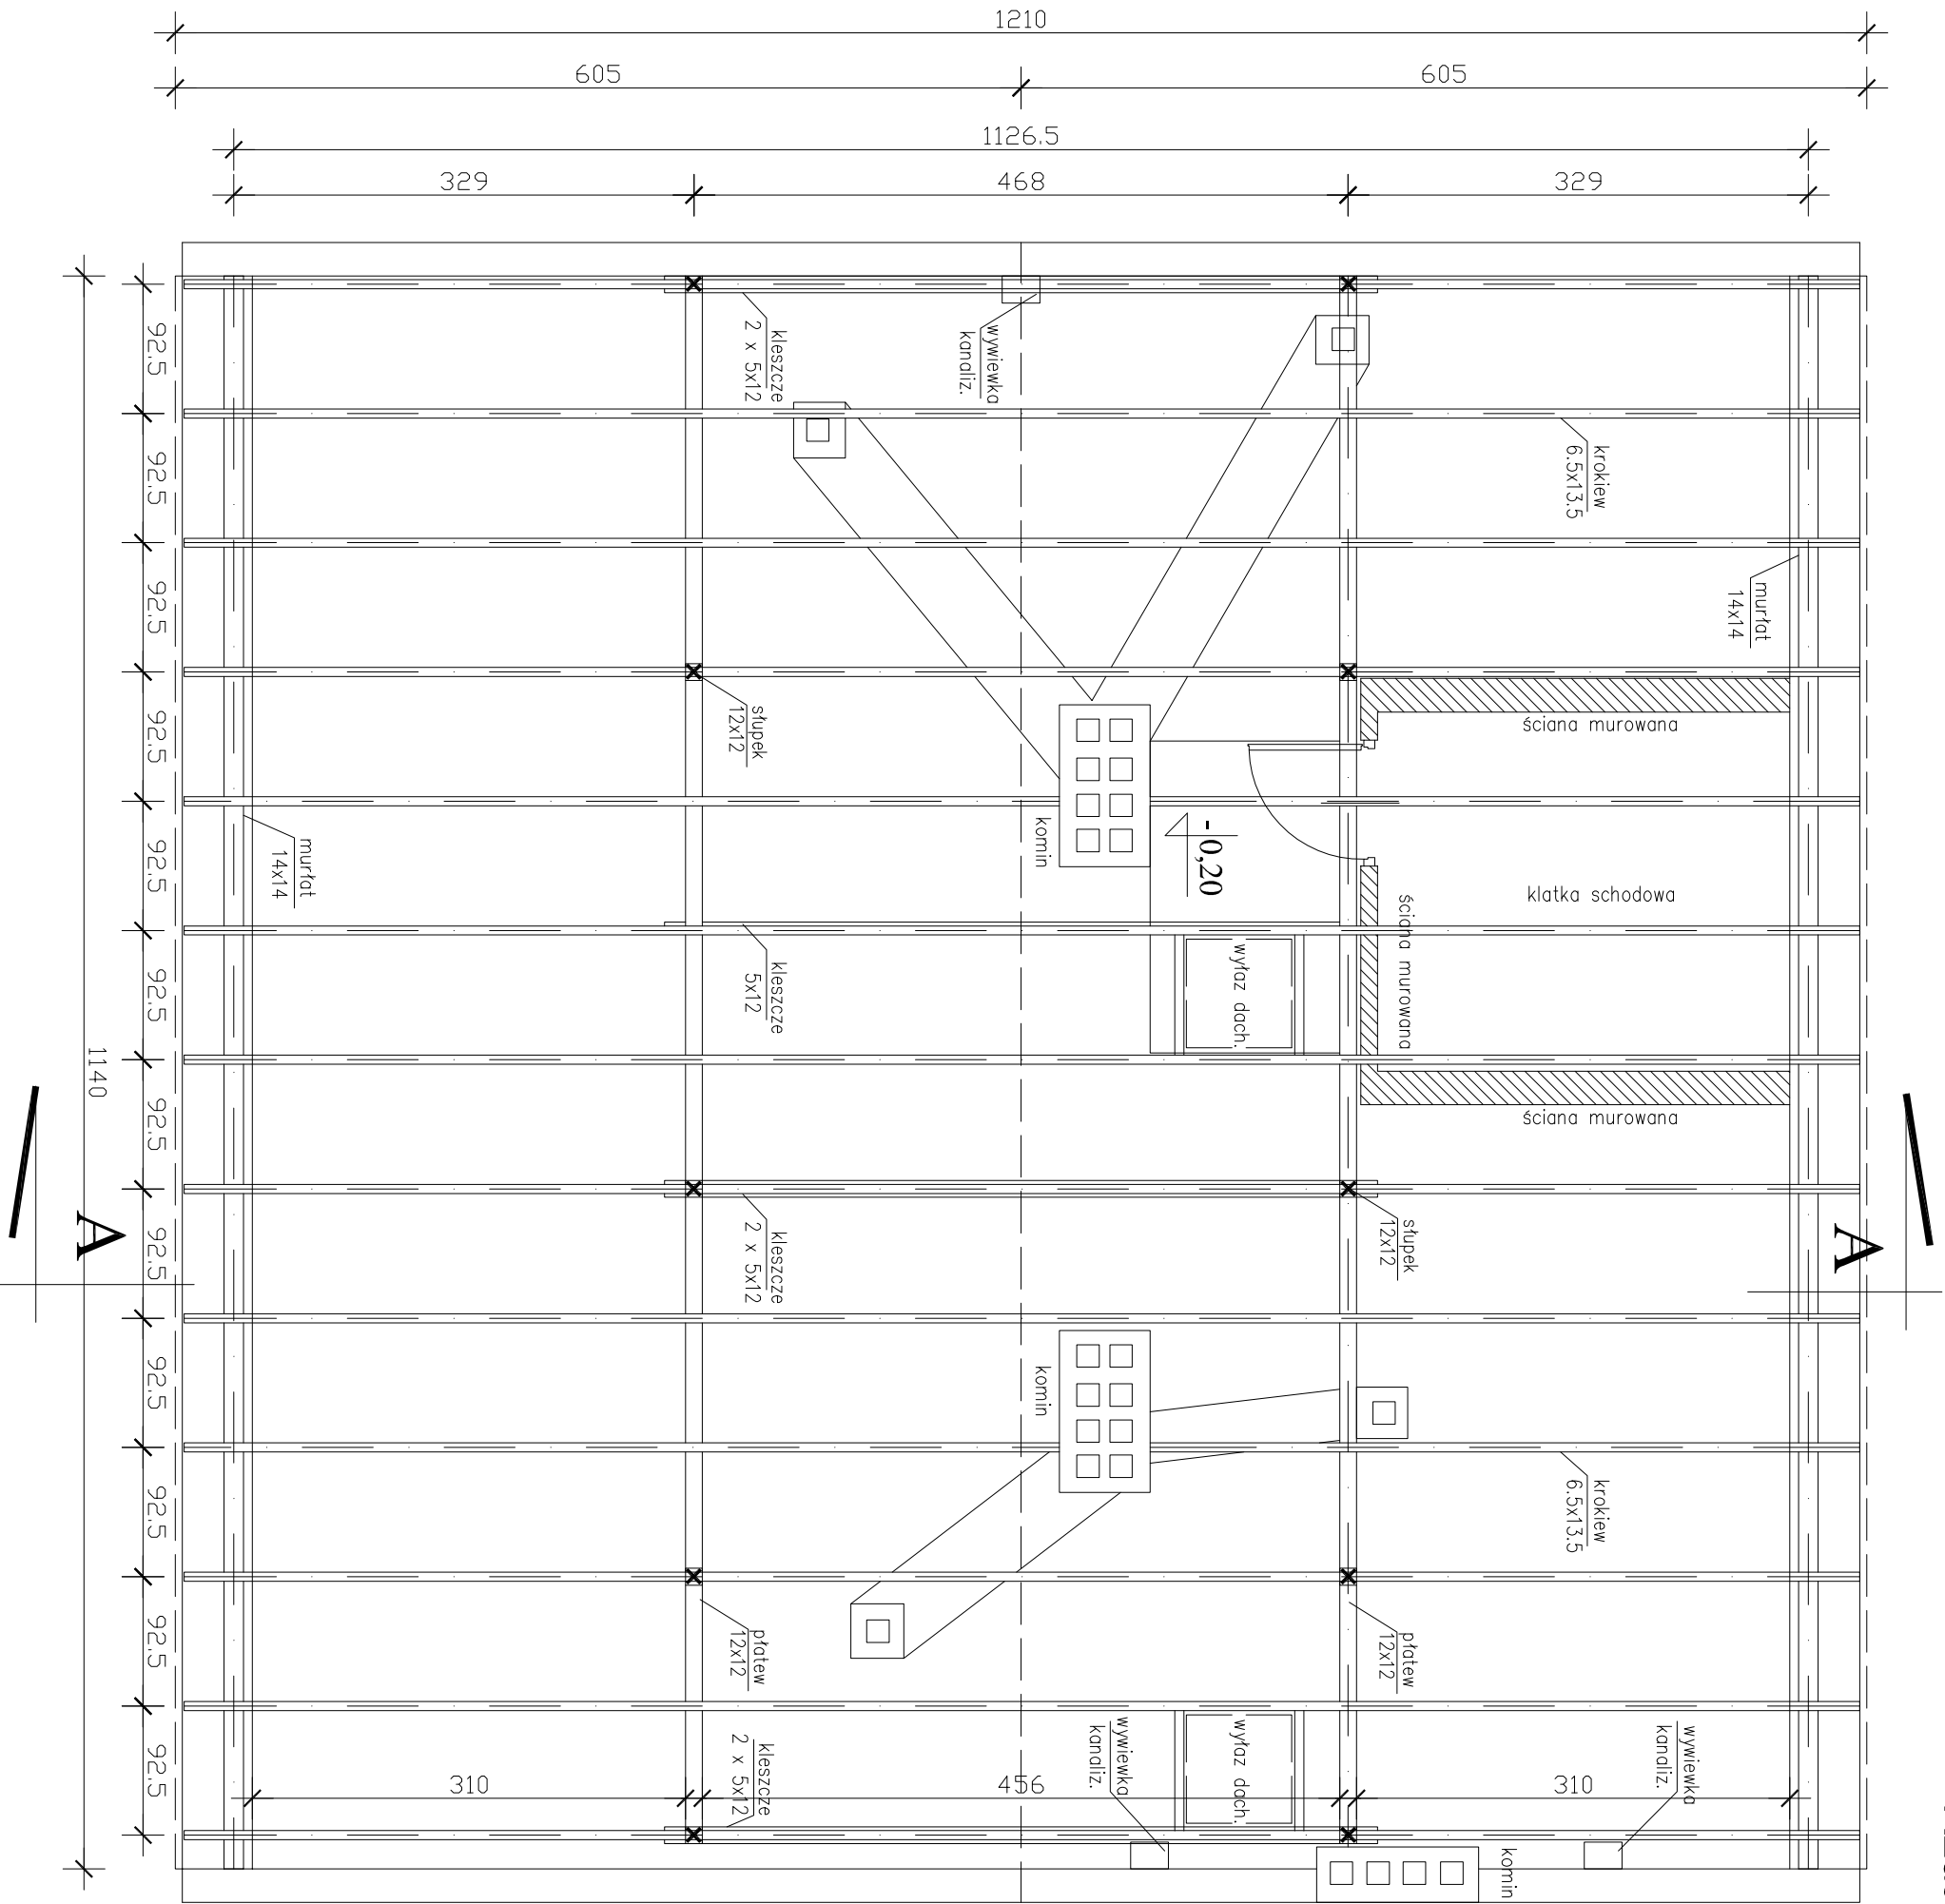 1210
605
605
1126.5
329
468
329
kleszcze
2 x 5x12
wywiewka
kanaliz.
krokiew
6.5x13.5
murłat
14x14
92.5
92.5
92.5
92.5
92.5
92.5
92.5
92.5
92.5
92.5
92.5
92.5
1140
słupek
12x12
ściana murowana
komin
-0,20
murłat
14x14
klatka schodowa
ściana murowana
kleszcze
5x12
wyłaz dach.
ściana murowana
A
A
kleszcze
2 x 5x12
słupek
12x12
komin
krokiew
6.5x13.5
płatew
12x12
płatew
12x12
kleszcze
2 x 5x12
wywiewka
kanaliz.
wyłaz dach.
wywiewka
kanaliz.
310
456
310
komin